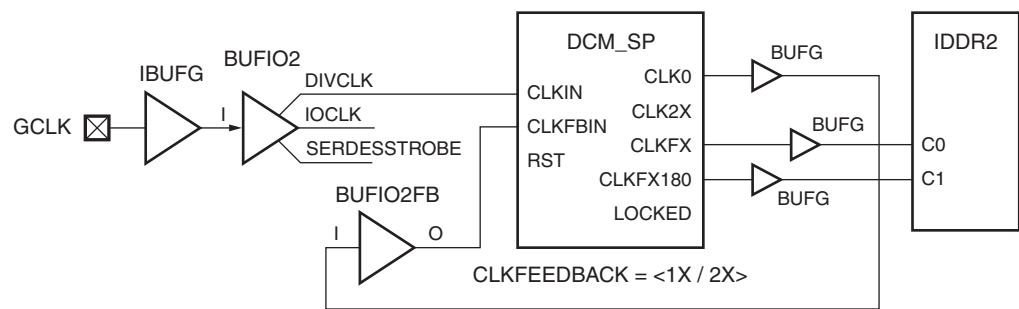 GCLK
IBUFG
I
BUFIO2
DIVCLK
IOCLK
SERDESSTROBE
BUFIO2FB
I
O
DCM_SP
CLKIN
CLKFBIN
RST
CLK0
CLK2X
CLKFX
CLKFX180
LOCKED
CLKFEEDBACK = <1X / 2X>
BUFG
BUFG
BUFG
IDDR2
C0
C1